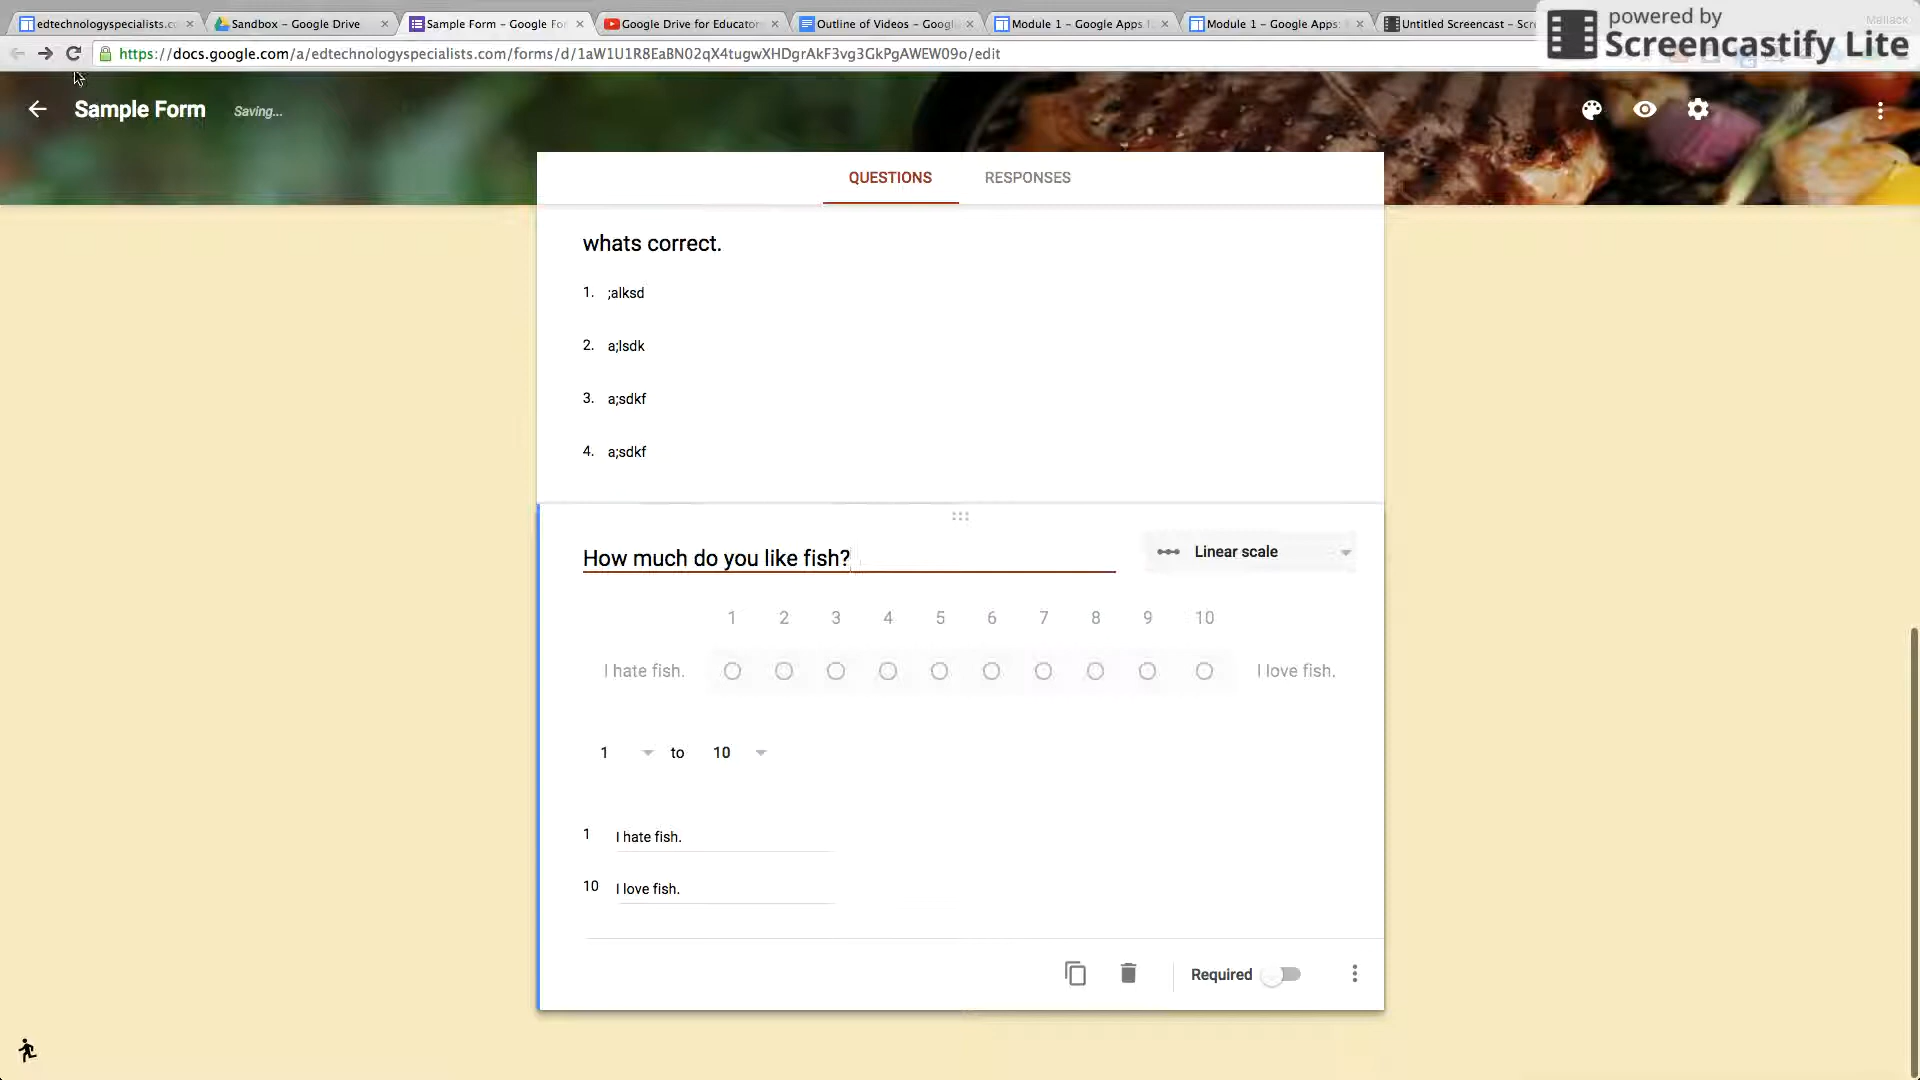 edtechnologyspecialists.c
Sandbox – Google Drive
Sample Form – Google Fo
Google Drive for Educator
Outline of Videos – Googl
Module 1 – Google Apps
Module 1 – Google Apps:
Untitled Screencast – Scr
Mallack
powered by
Screencastify Lite
https://docs.google.com/a/edtechnologyspecialists.com/forms/d/1aW1U1R8EaBN02qX4tugwXHDgrAkF3vg3GkPgAWEW09o/edit
Sample Form
Saving...
QUESTIONS
RESPONSES
whats correct.
1. ;alksd
2. a;lsdk
3. a;sdkf
4. a;sdkf
How much do you like fish?
Linear scale
1 2 3 4 5 6 7 8 9 10
I hate fish.
I love fish.
1 to 10
1 I hate fish.
10 I love fish.
Required